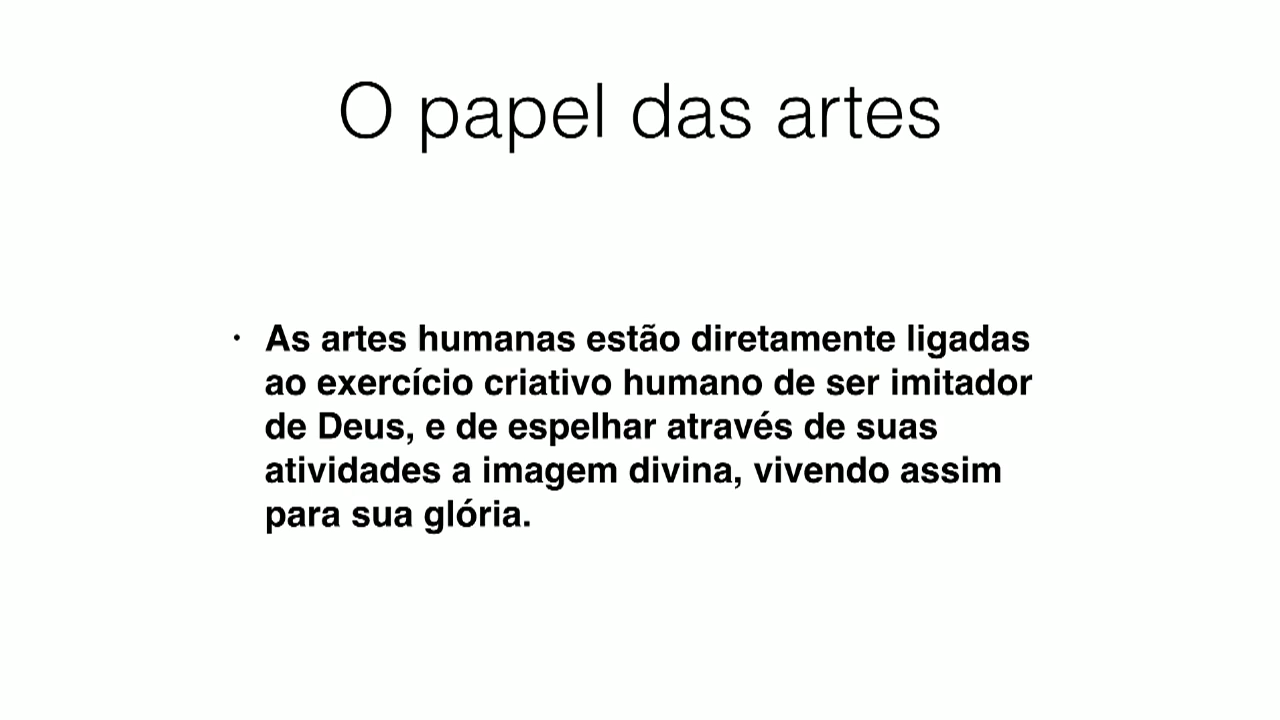 O papel das artes
• As artes humanas estão diretamente ligadas
ao exercício criativo humano de ser imitador
de Deus, e de espelhar através de suas
atividades a imagem divina, vivendo assim
para sua glória.